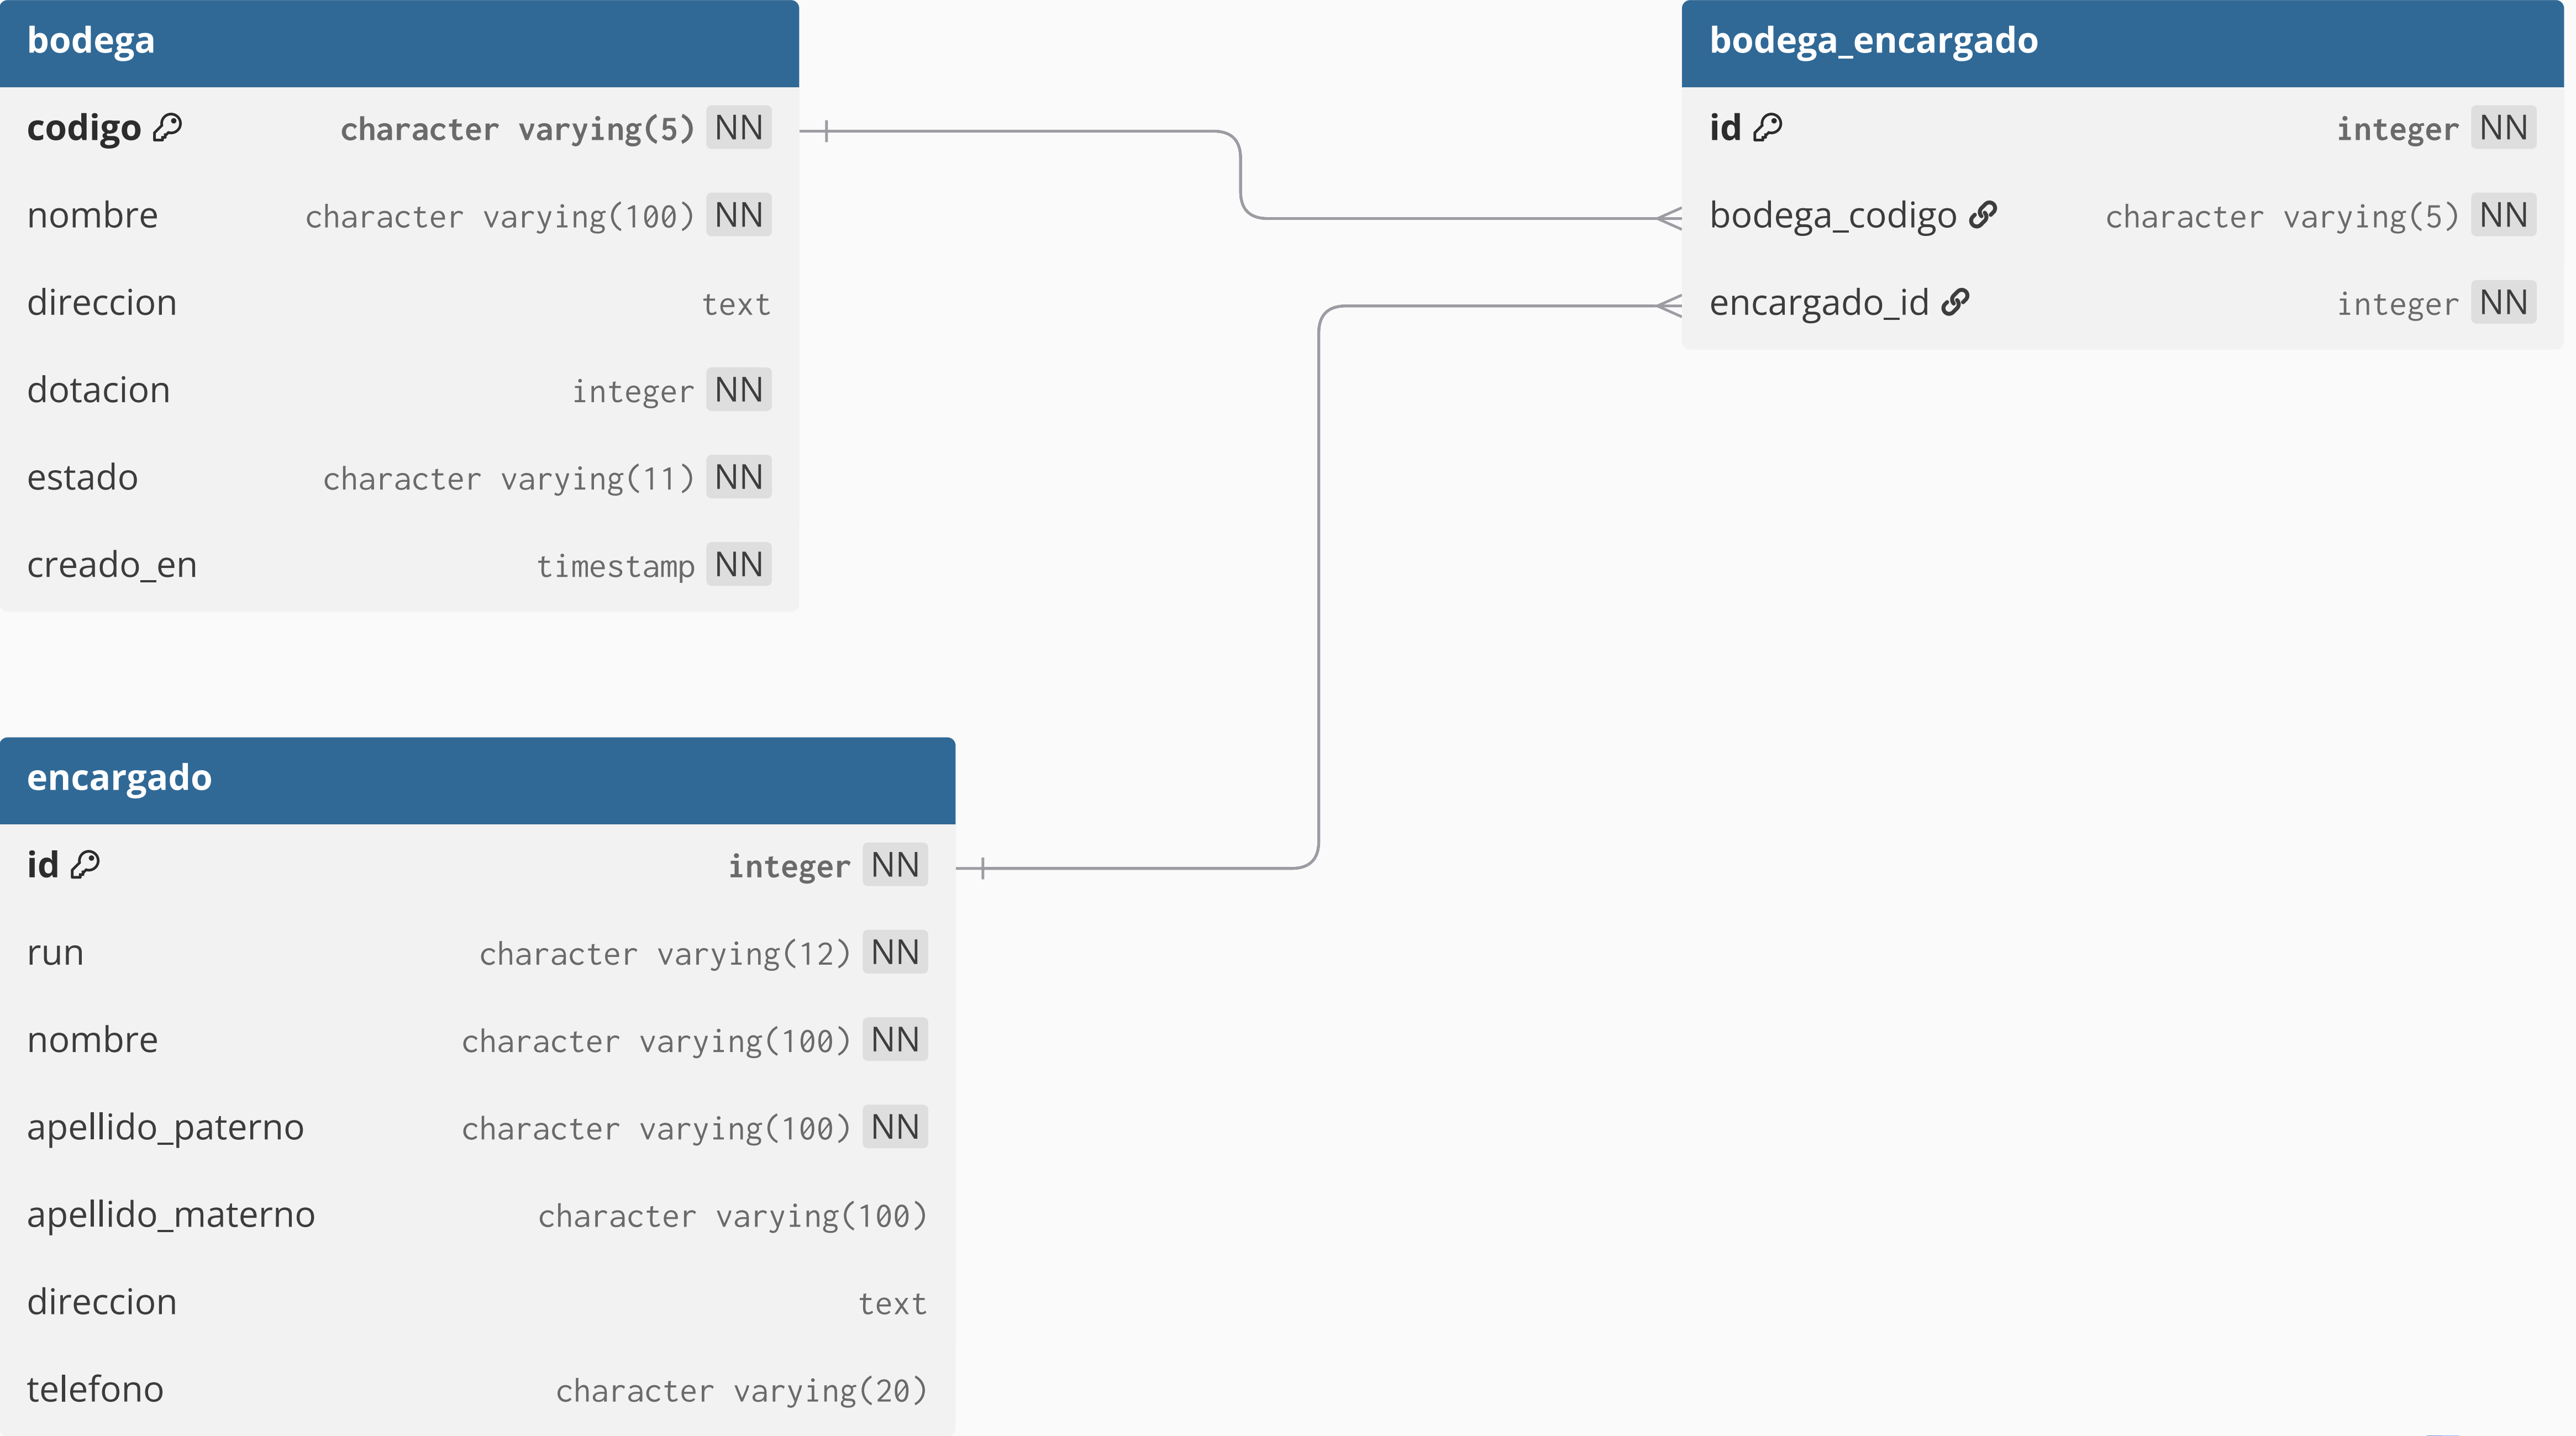 bodega
codigo character varying(5) NN
nombre character varying(100) NN
direccion text
dotacion integer NN
estado character varying(11) NN
creado_en timestamp NN
bodega_encargado
id integer NN
bodega_codigo character varying(5) NN
encargado_id integer NN
encargado
id integer NN
run character varying(12) NN
nombre character varying(100) NN
apellido_paterno character varying(100) NN
apellido_materno character varying(100)
direccion text
telefono character varying(20)